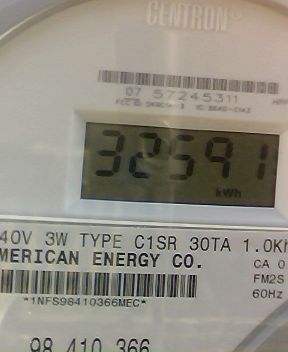 CENTRON®
07 57245311
32591
kWh
40V 3W TYPE C1SR 30TA 1.0Kh
MERICAN ENERGY CO.
CA 0
FM2S
60Hz
*1NFS98410366MEC*
98 410 366